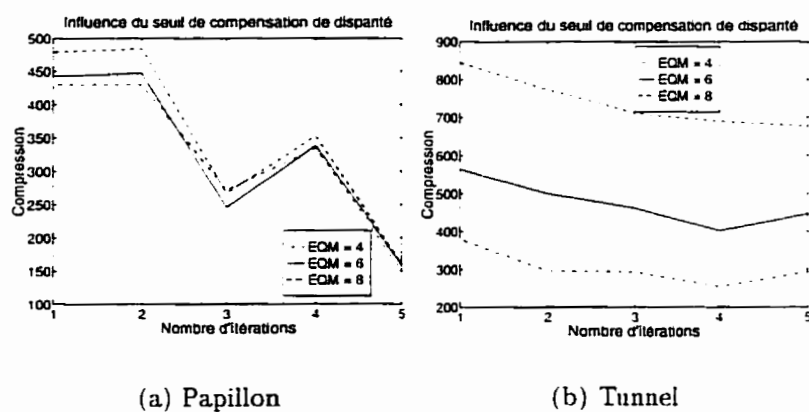 Influence du seuil de compensation de disparité
Compression
500
450
400
350
300
250
200
150
100
EQM = 4
EQM = 6
EQM = 8
1 2 3 4 5
Nombre d'itérations
(a) Papillon
Influence du seuil de compensation de disparité
Compression
900
800
700
600
500
400
300
200
EQM = 4
EQM = 6
EQM = 8
1 2 3 4 5
Nombre d'itérations
(b) Tunnel